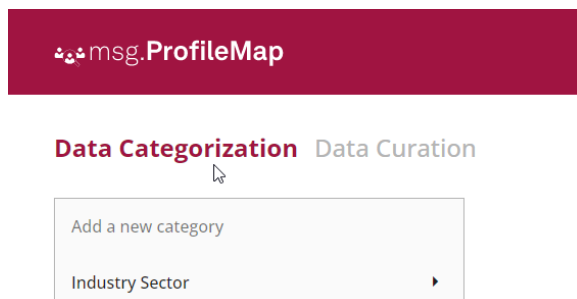 msg.ProfileMap
Data Categorization Data Curation
Add a new category
Industry Sector